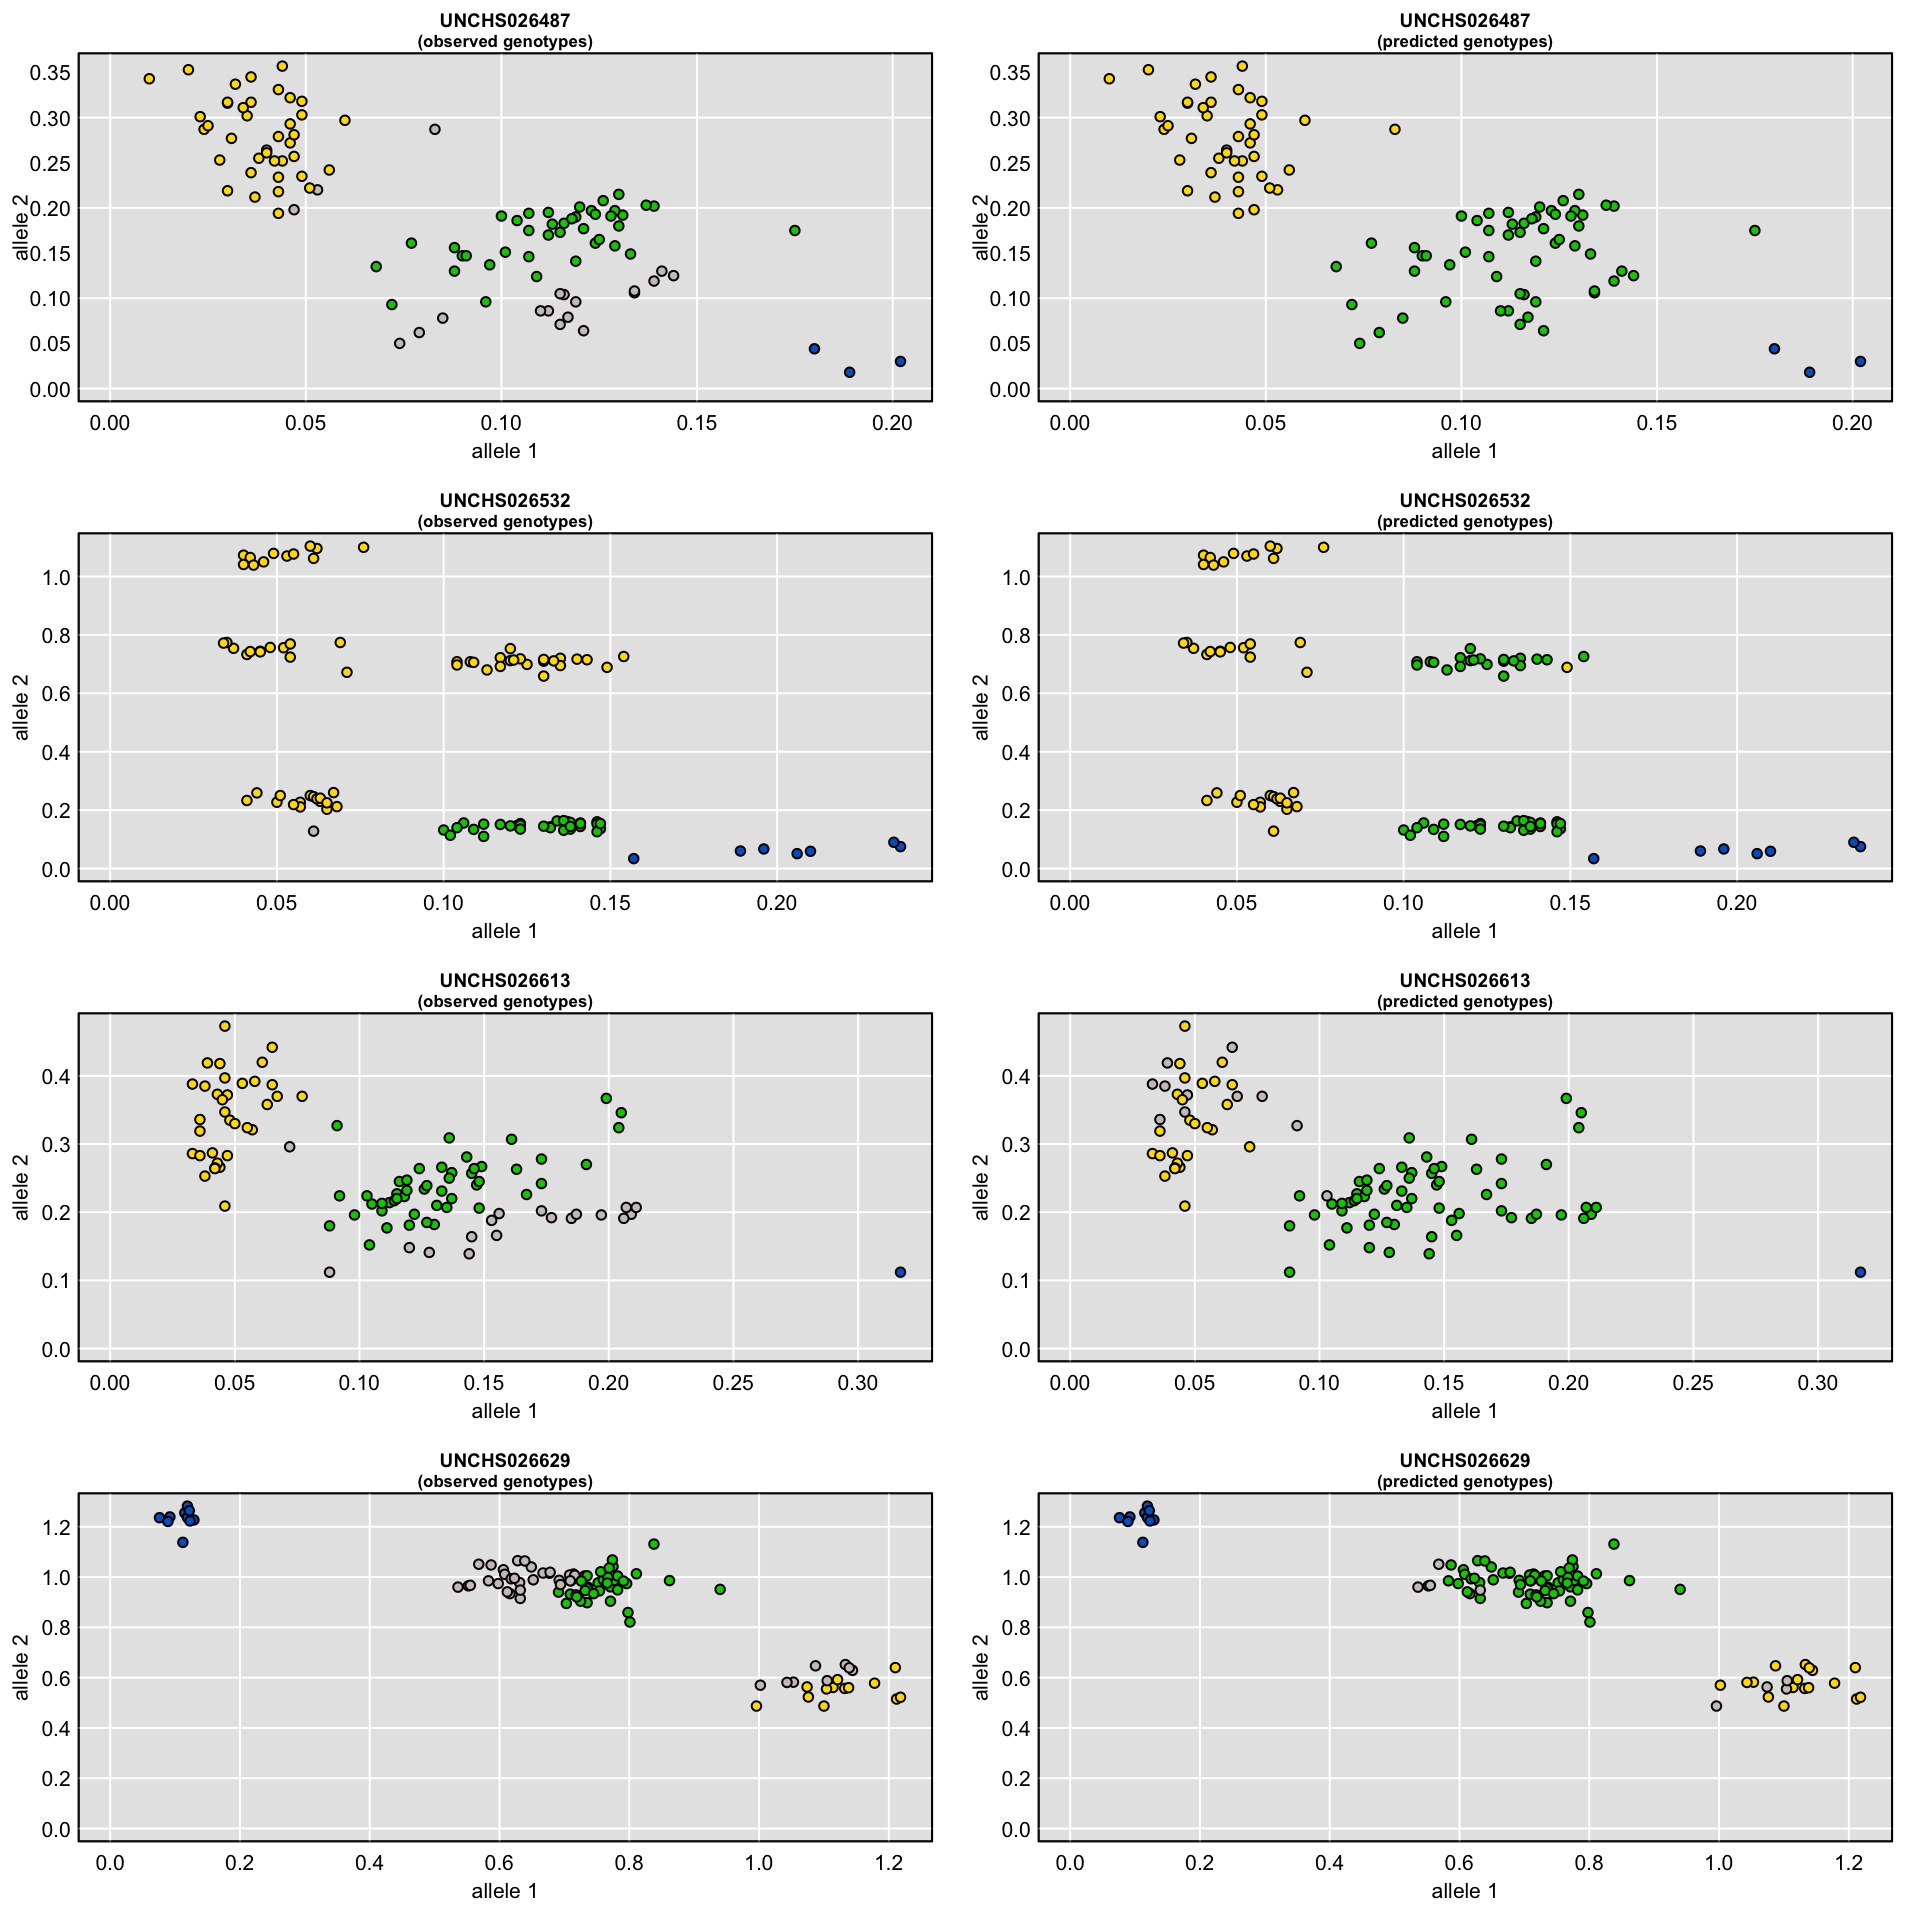 UNCHS026487
(observed genotypes)
0.35
0.30
0.25
0.20
0.15
0.10
0.05
0.00
allele 2
0.00 0.05 0.10 0.15 0.20
allele 1
UNCHS026487
(predicted genotypes)
0.35
0.30
0.25
0.20
0.15
0.10
0.05
0.00
allele 2
0.00 0.05 0.10 0.15 0.20
allele 1
UNCHS026532
(observed genotypes)
1.0
0.8
0.6
0.4
0.2
0.0
allele 2
0.00 0.05 0.10 0.15 0.20
allele 1
UNCHS026532
(predicted genotypes)
1.0
0.8
0.6
0.4
0.2
0.0
allele 2
0.00 0.05 0.10 0.15 0.20
allele 1
UNCHS026613
(observed genotypes)
0.4
0.3
0.2
0.1
0.0
allele 2
0.00 0.05 0.10 0.15 0.20 0.25 0.30
allele 1
UNCHS026613
(predicted genotypes)
0.4
0.3
0.2
0.1
0.0
allele 2
0.00 0.05 0.10 0.15 0.20 0.25 0.30
allele 1
UNCHS026629
(observed genotypes)
1.2
1.0
0.8
0.6
0.4
0.2
0.0
allele 2
0.0 0.2 0.4 0.6 0.8 1.0 1.2
allele 1
UNCHS026629
(predicted genotypes)
1.2
1.0
0.8
0.6
0.4
0.2
0.0
allele 2
0.0 0.2 0.4 0.6 0.8 1.0 1.2
allele 1